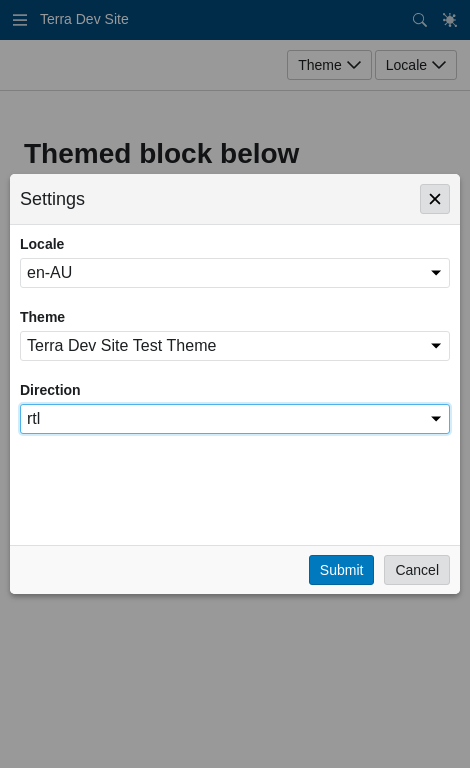 Terra Dev Site
Theme Locale
Themed block below
Settings
Locale
en-AU
Theme
Terra Dev Site Test Theme
Direction
rtl
Submit Cancel